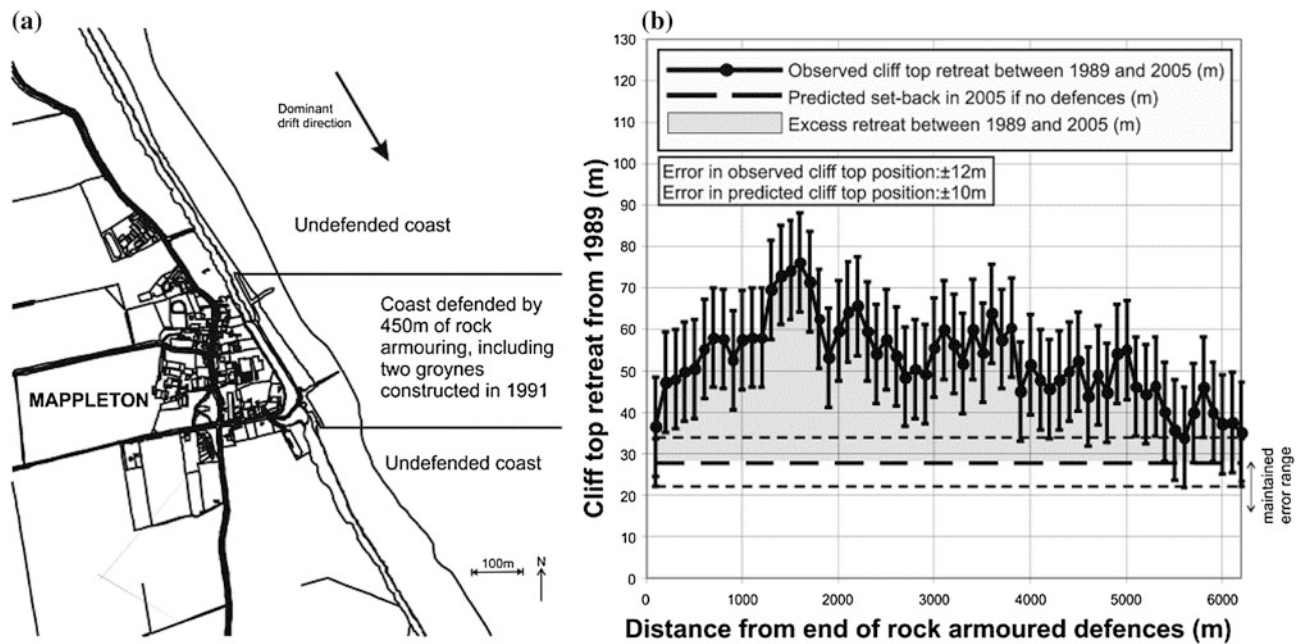 (a)
Dominant
drift direction
Undefended coast
Coast defended by
450m of rock
armouring, including
two groynes
constructed in 1991
MAPPLETON
Undefended coast
100m
N
(b)
130
120
110
100
90
80
70
60
50
40
30
20
10
0
Cliff top retreat from 1989 (m)
Observed cliff top retreat between 1989 and 2005 (m)
Predicted set-back in 2005 if no defences (m)
Excess retreat between 1989 and 2005 (m)
Error in observed cliff top position:±12m
Error in predicted cliff top position:±10m
maintained
error range
0 1000 2000 3000 4000 5000 6000
Distance from end of rock armoured defences (m)